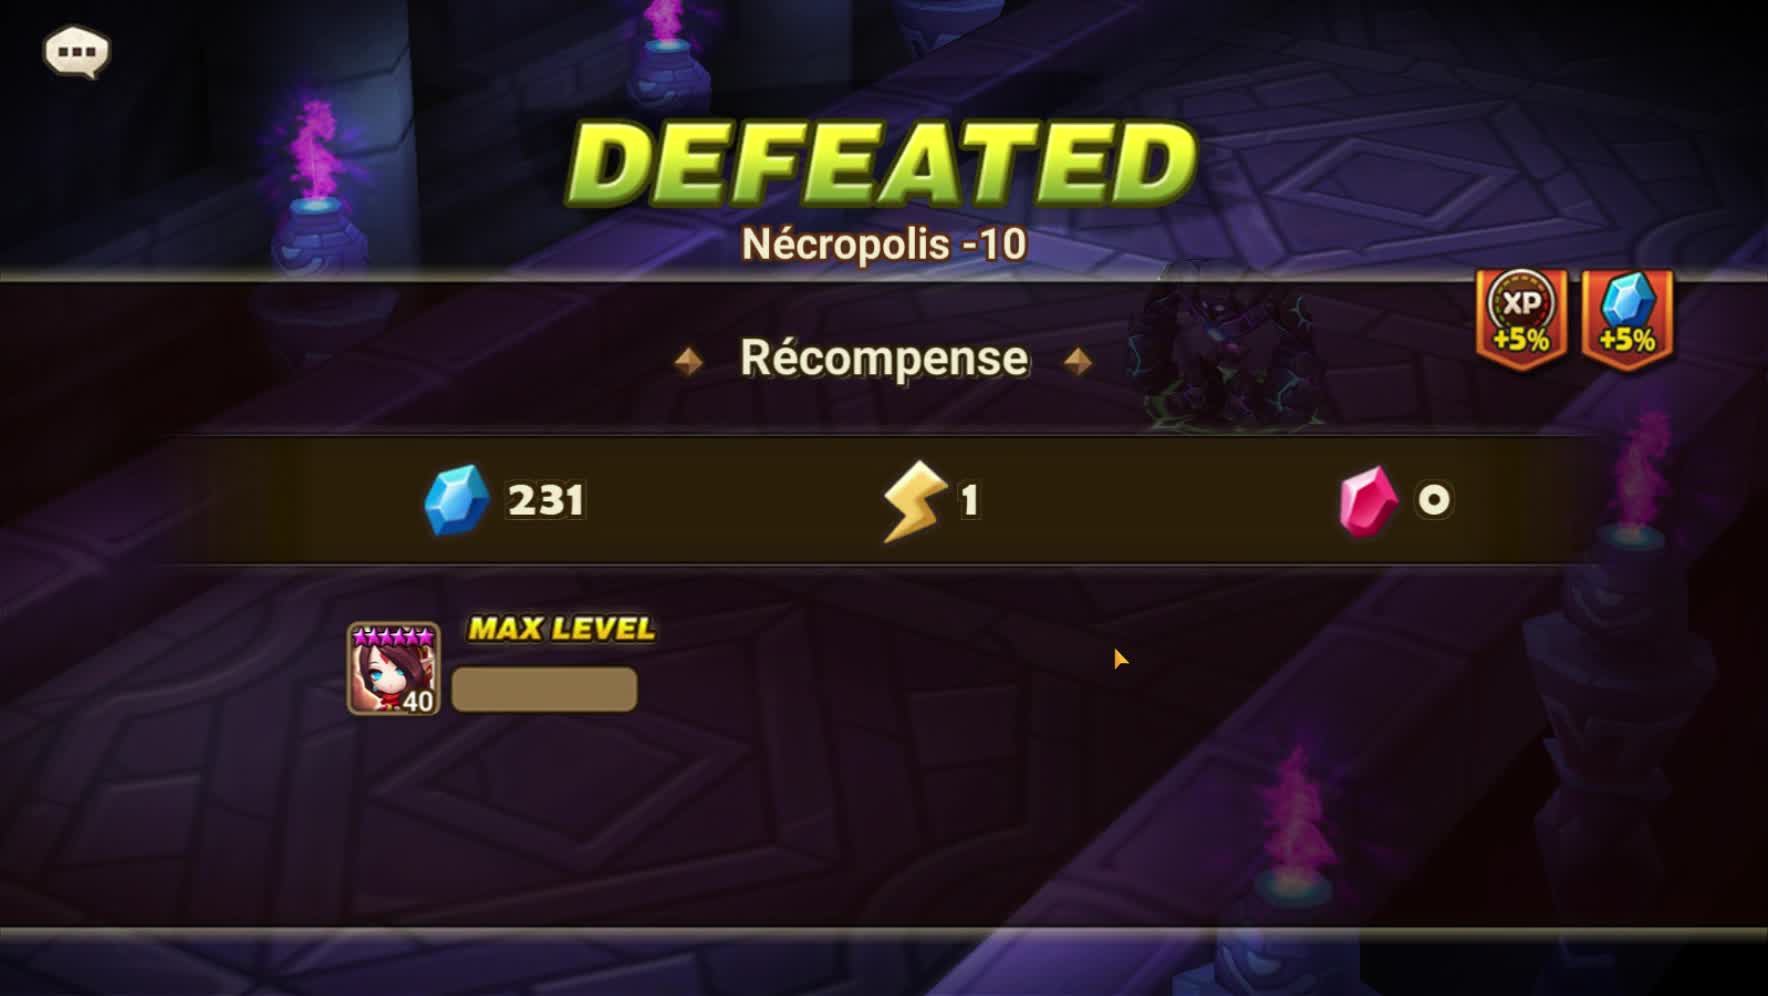 DEFEATED
Nécropolis -10
XP
+5%
+5%
Récompense
231
1
0
MAX LEVEL
40